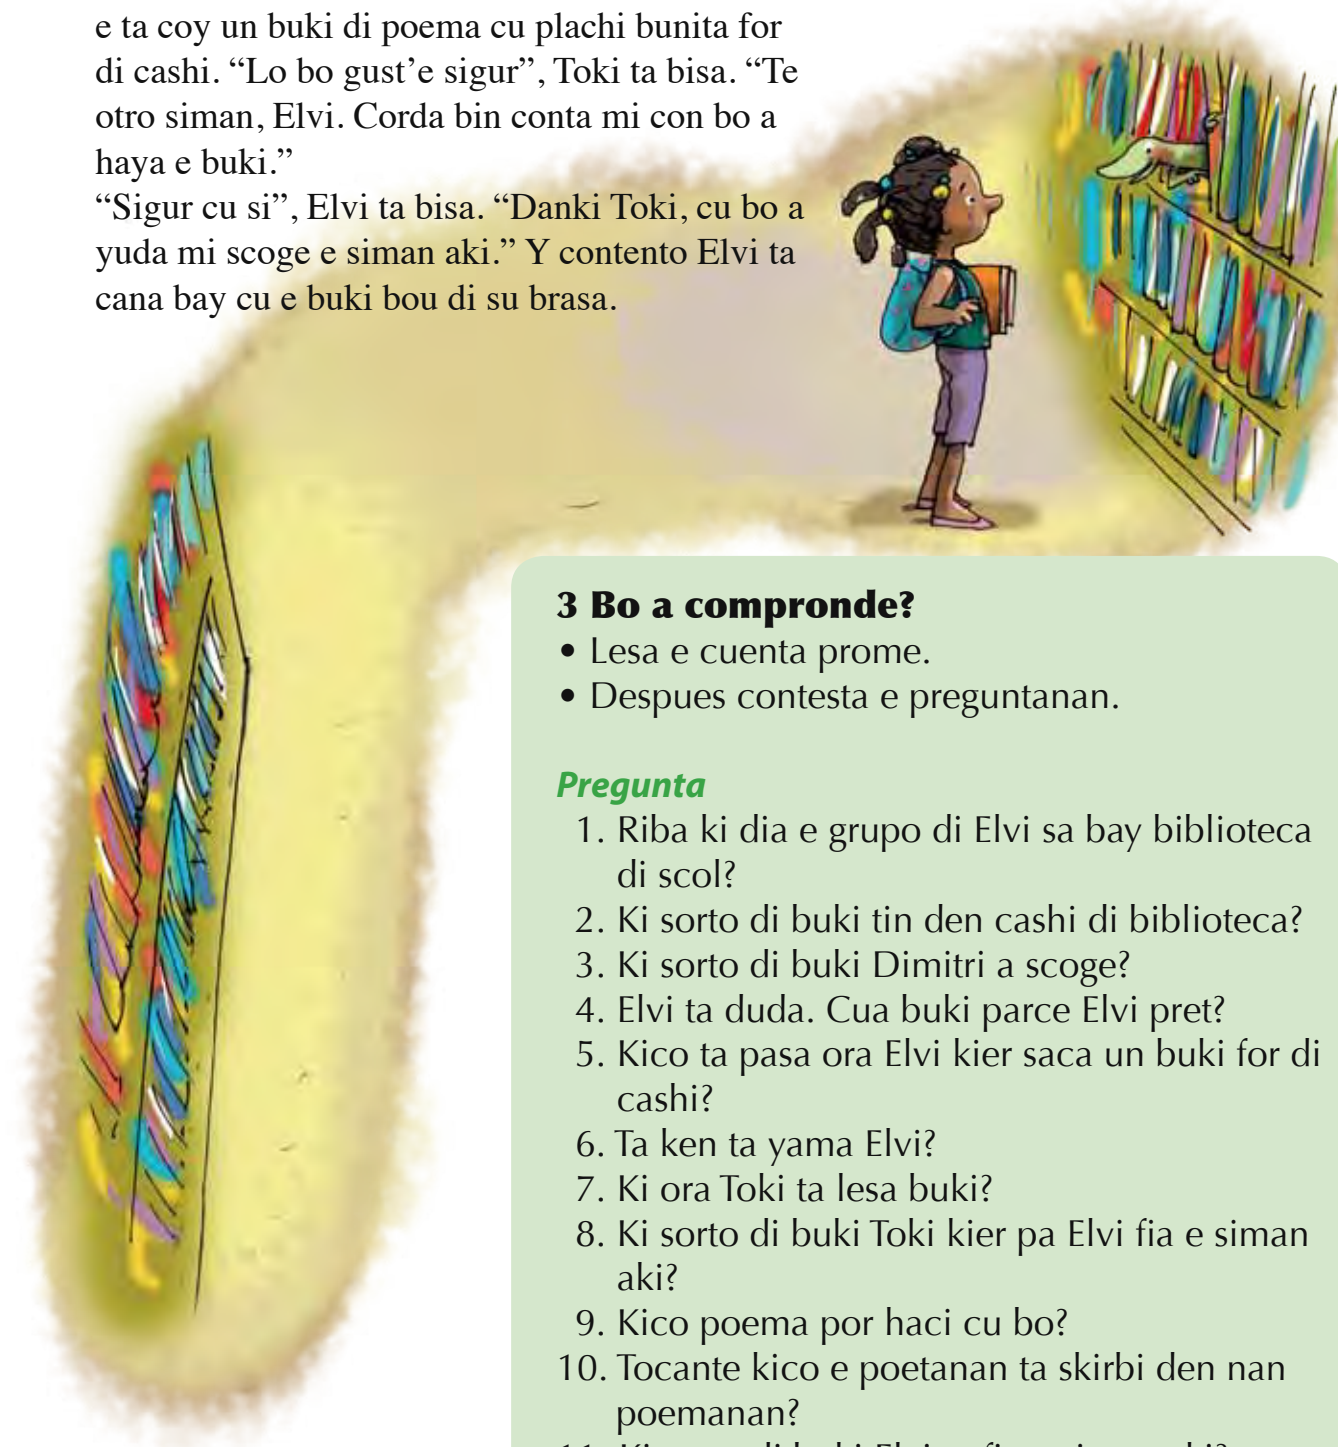 e ta coy un buki di poema cu plachi bunita for
di cashi. “Lo bo gust’e sigur”, Toki ta bisa. “Te
otro siman, Elvi. Corda bin conta mi con bo a
haya e buki.”
“Sigur cu si”, Elvi ta bisa. “Danki Toki, cu bo a
yuda mi scoge e siman aki.” Y contento Elvi ta
cana bay cu e buki bou di su brasa.
3 Bo a compronde?
• Lesa e cuenta prome.
• Despues contesta e preguntanan.
Pregunta
1. Riba ki dia e grupo di Elvi sa bay biblioteca
di scol?
2. Ki sorto di buki tin den cashi di biblioteca?
3. Ki sorto di buki Dimitri a scoge?
4. Elvi ta duda. Cua buki parce Elvi pret?
5. Kico ta pasa ora Elvi kier saca un buki for di
cashi?
6. Ta ken ta yama Elvi?
7. Ki ora Toki ta lesa buki?
8. Ki sorto di buki Toki kier pa Elvi fia e siman
aki?
9. Kico poema por haci cu bo?
10. Tocante kico e poetanan ta skirbi den nan
poemanan?